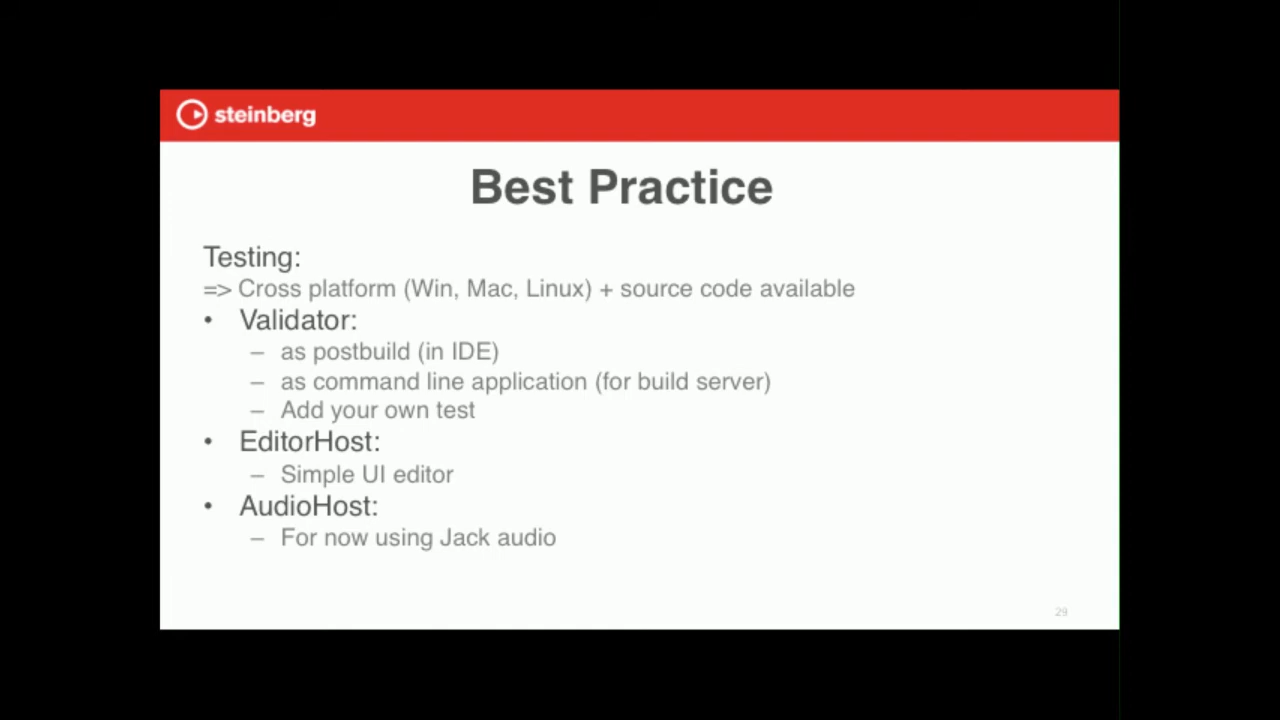 steinberg
Best Practice
Testing:
=> Cross platform (Win, Mac, Linux) + source code available
• Validator:
– as postbuild (in IDE)
– as command line application (for build server)
– Add your own test
• EditorHost:
– Simple UI editor
• AudioHost:
– For now using Jack audio
29